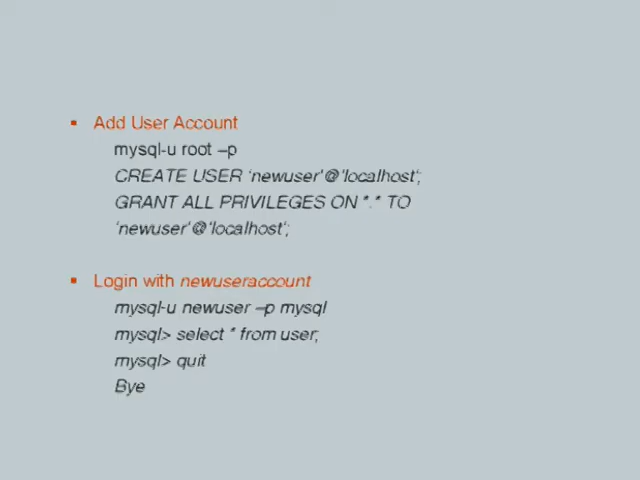 Add User Account
mysql-u root –p
CREATE USER ‘newuser’@’localhost’;
GRANT ALL PRIVILEGES ON *.* TO
‘newuser’@’localhost’;
Login with newuseraccount
mysql-u newuser –p mysql
mysql> select * from user;
mysql> quit
Bye